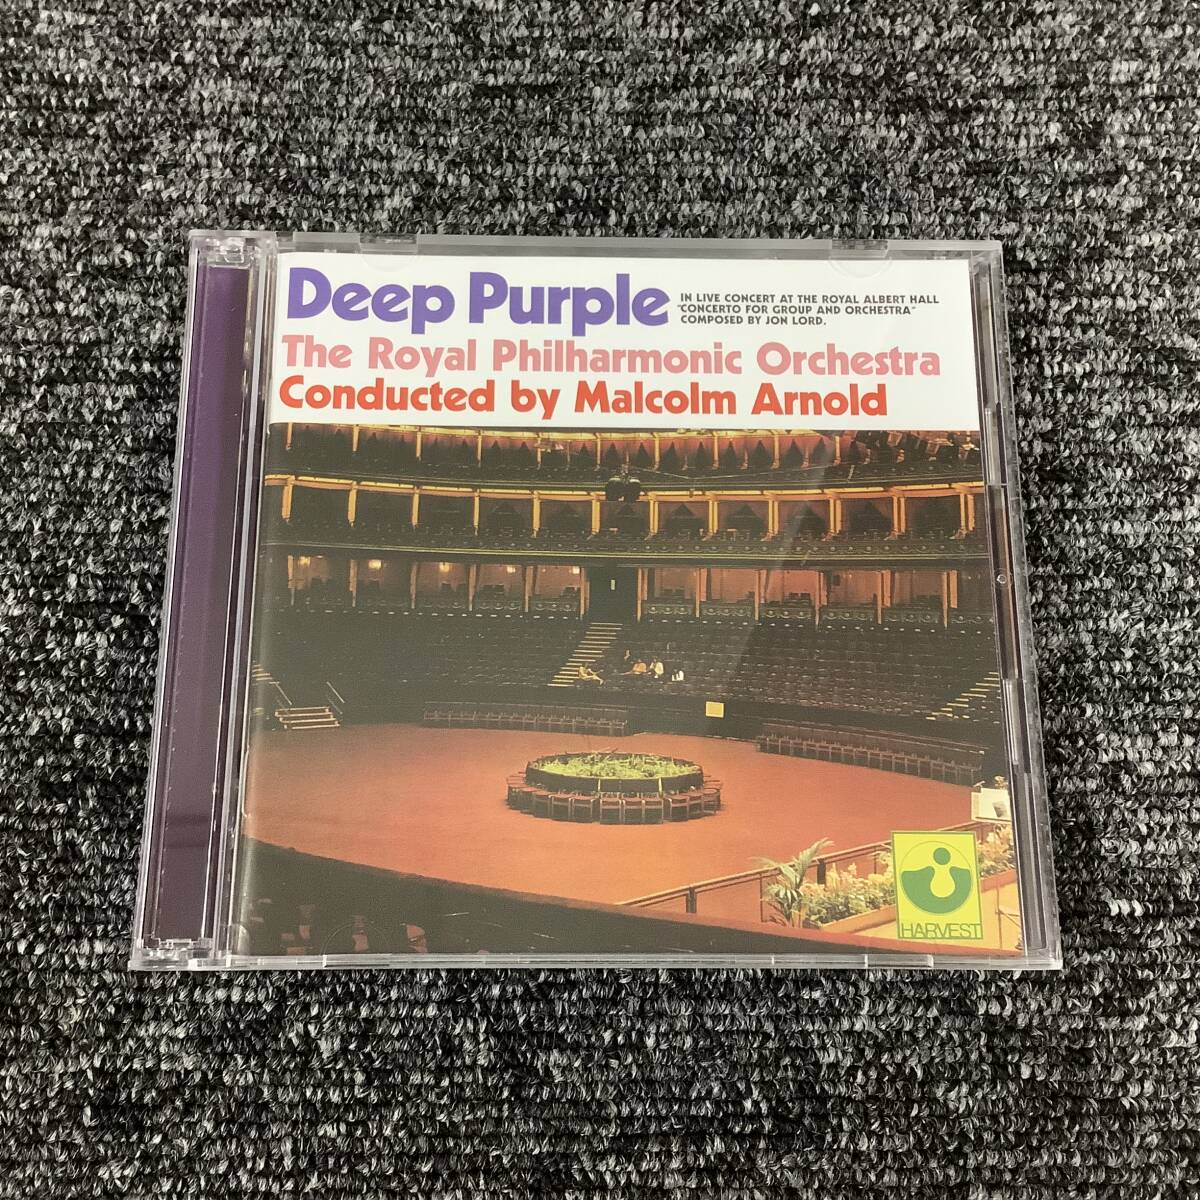 Deep Purple
IN LIVE CONCERT AT THE ROYAL ALBERT HALL
"CONCERTO FOR GROUP AND ORCHESTRA"
COMPOSED BY JON LORD.
The Royal Philharmonic Orchestra
Conducted by Malcolm Arnold
HARVEST